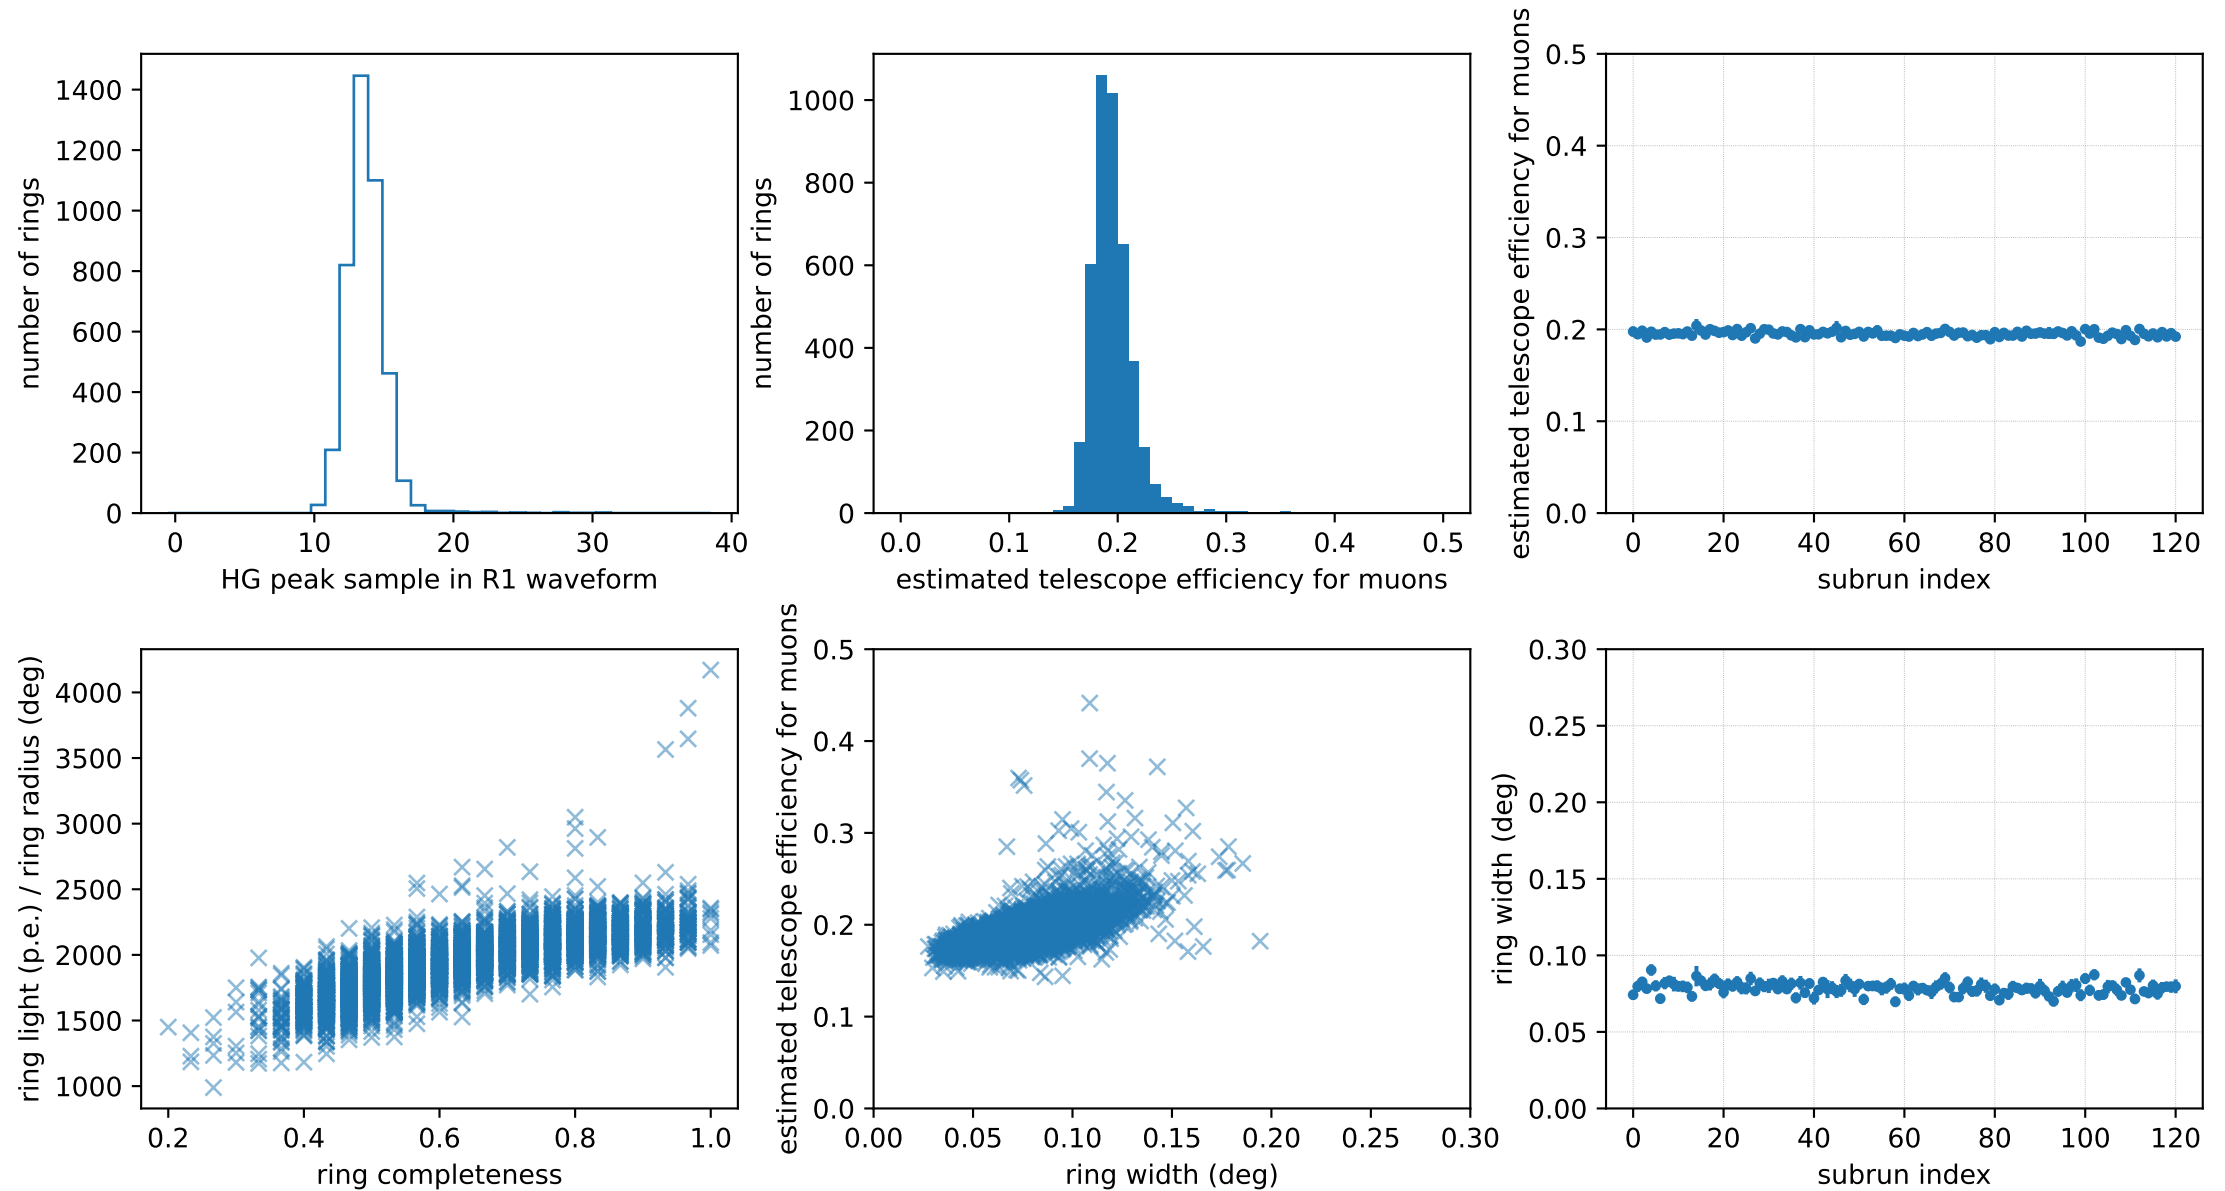 number of rings
1400
1200
1000
800
600
400
200
0
0 10 20 30 40
HG peak sample in R1 waveform
number of rings
1000
800
600
400
200
0
0.0 0.1 0.2 0.3 0.4 0.5
estimated telescope efficiency for muons
estimated telescope efficiency for muons
0.5
0.4
0.3
0.2
0.1
0.0
0 20 40 60 80 100 120
subrun index
ring light (p.e.) / ring radius (deg)
4000
3500
3000
2500
2000
1500
1000
0.2 0.4 0.6 0.8 1.0
ring completeness
estimated telescope efficiency for muons
0.5
0.4
0.3
0.2
0.1
0.0
0.00 0.05 0.10 0.15 0.20 0.25 0.30
ring width (deg)
ring width (deg)
0.30
0.25
0.20
0.15
0.10
0.05
0.00
0 20 40 60 80 100 120
subrun index